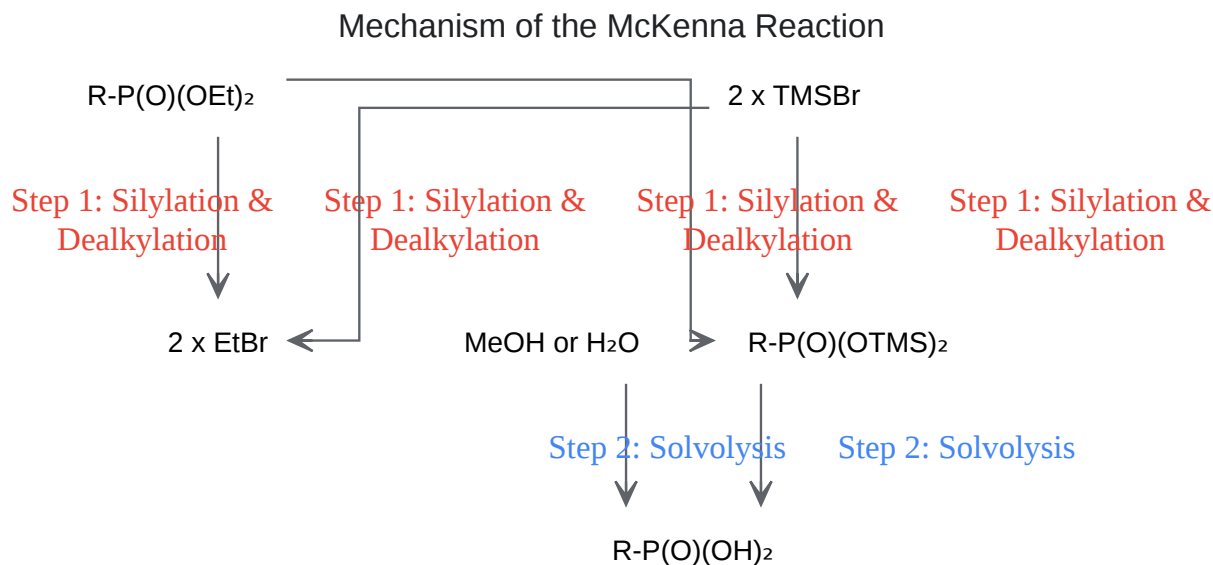 Mechanism of the McKenna Reaction
R-P(O)(OEt)₂
2 x TMSBr
Step 1: Silylation &
Dealkylation
Step 1: Silylation &
Dealkylation
Step 1: Silylation &
Dealkylation
Step 1: Silylation &
Dealkylation
2 x EtBr
MeOH or H₂O
R-P(O)(OTMS)₂
Step 2: Solvolysis
Step 2: Solvolysis
R-P(O)(OH)₂